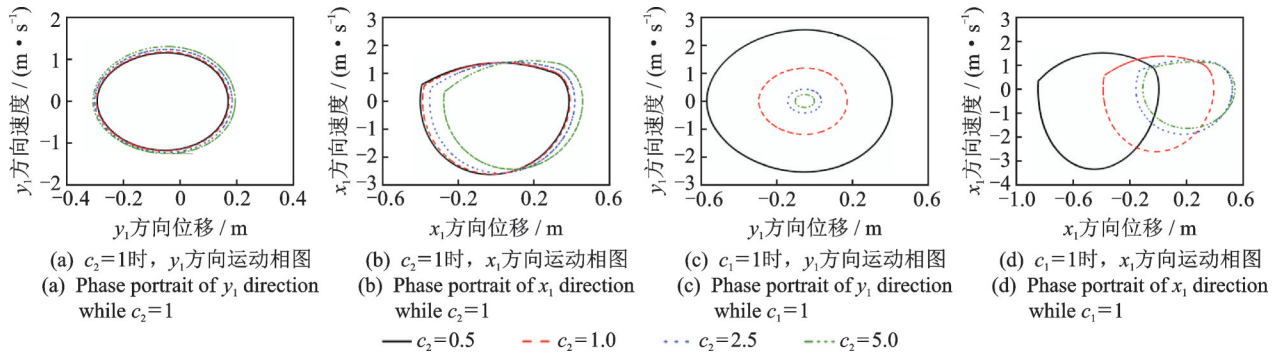 y₁方向速度 / (m·s⁻¹)
2
1
0
−1
−2
−0.4 −0.2 0 0.2 0.4
y₁方向位移 / m
x₁方向速度 / (m·s⁻¹)
3
2
1
0
−1
−2
−3
−0.6 −0.2 0.2 0.6
x₁方向位移 / m
y₁方向速度 / (m·s⁻¹)
3
2
1
0
−1
−2
−3
−0.6 −0.2 0.2 0.6
y₁方向位移 / m
x₁方向速度 / (m·s⁻¹)
3
2
1
0
−1
−2
−3
−4
−1.0 −0.6 −0.2 0.2 0.6
x₁方向位移 / m
(a) c₂=1时，y₁方向运动相图
(a) Phase portrait of y₁ direction
while c₂=1
(b) c₂=1时，x₁方向运动相图
(b) Phase portrait of x₁ direction
while c₂=1
(c) c₁=1时，y₁方向运动相图
(c) Phase portrait of y₁ direction
while c₁=1
(d) c₁=1时，x₁方向运动相图
(d) Phase portrait of x₁ direction
while c₁=1
c₂=0.5 c₂=1.0 c₂=2.5 c₂=5.0